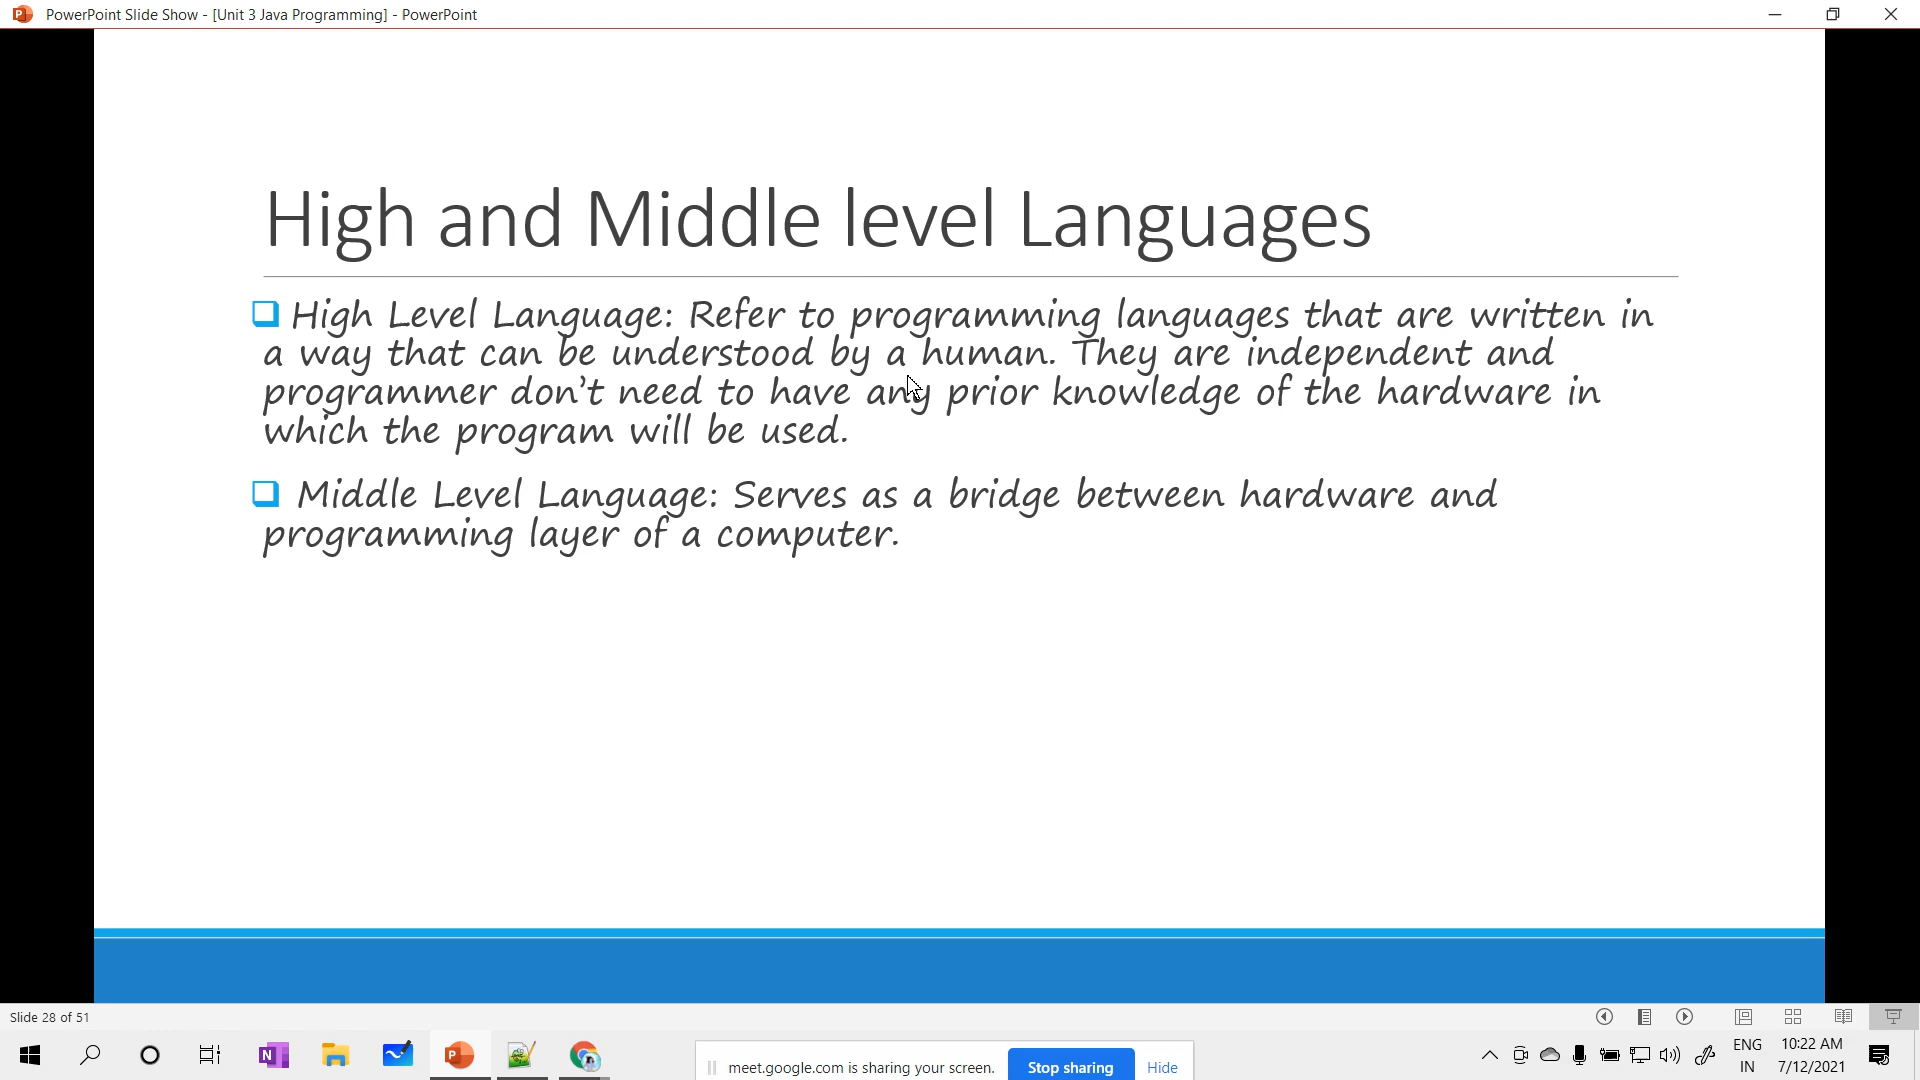 PowerPoint Slide Show - [Unit 3 Java Programming] - PowerPoint
High and Middle level Languages
High Level Language: Refer to programming languages that are written in
a way that can be understood by a human. They are independent and
programmer don't need to have any prior knowledge of the hardware in
which the program will be used.
Middle Level Language: Serves as a bridge between hardware and
programming layer of a computer.
Slide 28 of 51
meet.google.com is sharing your screen. Stop sharing Hide
ENG 10:22 AM
IN 7/12/2021